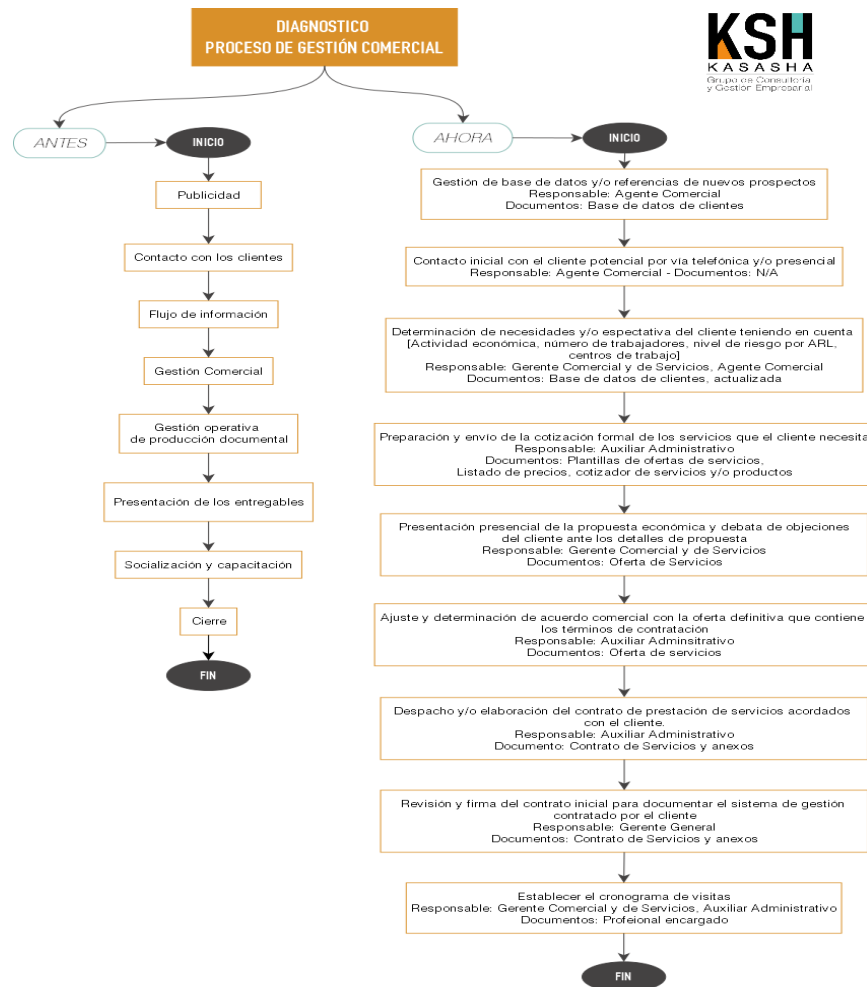 DIAGNOSTICO
PROCESO DE GESTIÓN COMERCIAL
KSH
KASASHA
Grupo de Consultoría
y Gestión Empresarial
ANTES
INICIO
Publicidad
Contacto con los clientes
Flujo de información
Gestión Comercial
Gestión operativa
de producción documental
Presentación de los entregables
Socialización y capacitación
Cierre
FIN
AHORA
INICIO
Gestión de base de datos y/o referencias de nuevos prospectos
Responsable: Agente Comercial
Documentos: Base de datos de clientes
Contacto inicial con el cliente potencial por vía telefónica y/o presencial
Responsable: Agente Comercial - Documentos: N/A
Determinación de necesidades y/o espectativa del cliente teniendo en cuenta
[Actividad económica, número de trabajadores, nivel de riesgo por ARL,
centros de trabajo]
Responsable: Gerente Comercial y de Servicios, Agente Comercial
Documentos: Base de datos de clientes, actualizada
Preparación y envío de la cotización formal de los servicios que el cliente necesita
Responsable: Auxiliar Administrativo
Documentos: Plantillas de ofertas de servicios,
Listado de precios, cotizador de servicios y/o productos
Presentación presencial de la propuesta económica y debata de objeciones
del cliente ante los detalles de propuesta
Responsable: Gerente Comercial y de Servicios
Documentos: Oferta de Servicios
Ajuste y determinación de acuerdo comercial con la oferta definitiva que contiene
los términos de contratación
Responsable: Auxiliar Adminsitrativo
Documentos: Oferta de servicios
Despacho y/o elaboración del contrato de prestación de servicios acordados
con el cliente.
Responsable: Auxiliar Administrativo
Documento: Contrato de Servicios y anexos
Revisión y firma del contrato inicial para documentar el sistema de gestión
contratado por el cliente
Responsable: Gerente General
Documentos: Contrato de Servicios y anexos
Establecer el cronograma de visitas
Responsable: Gerente Comercial y de Servicios, Auxiliar Administrativo
Documentos: Profeional encargado
FIN